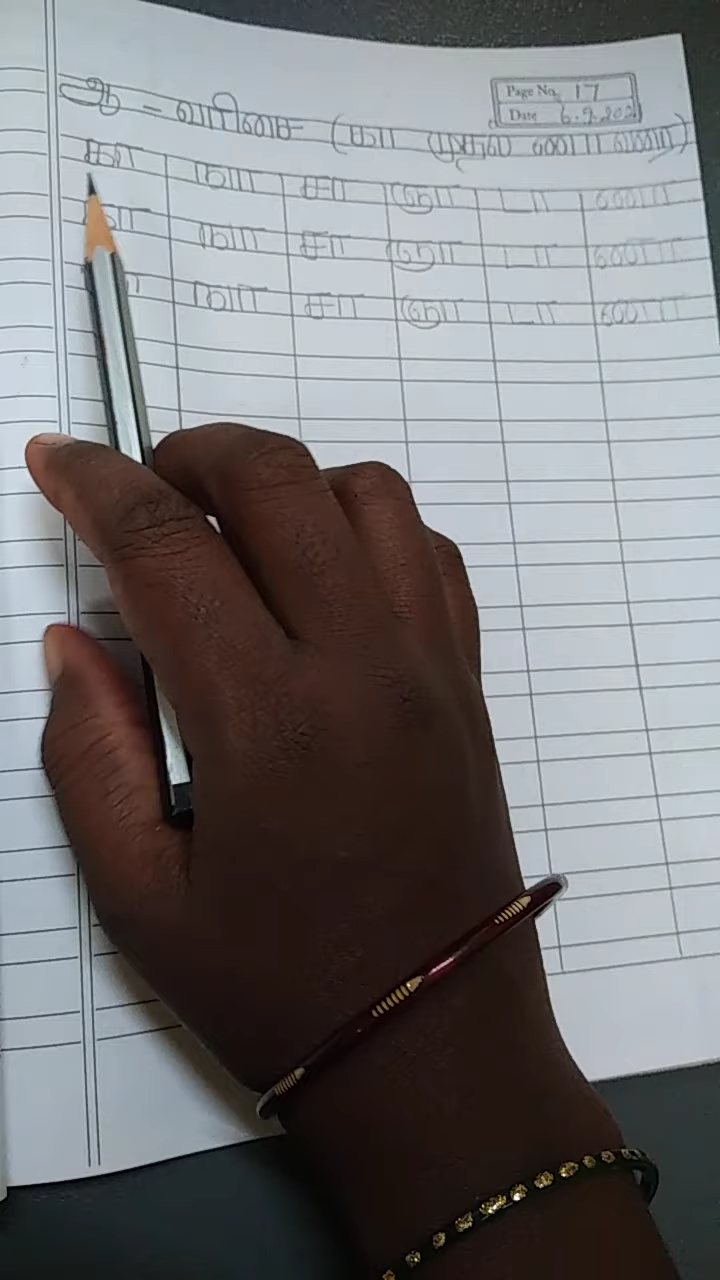 Page No. 17
Date 6.9.202
ஆ - வரிசை (கா முதல் ணா வரை)
கா ஙா சா ஞா டா ணா
ஙா சா ஞா டா ணா
ஙா சா ஞா டா ணா